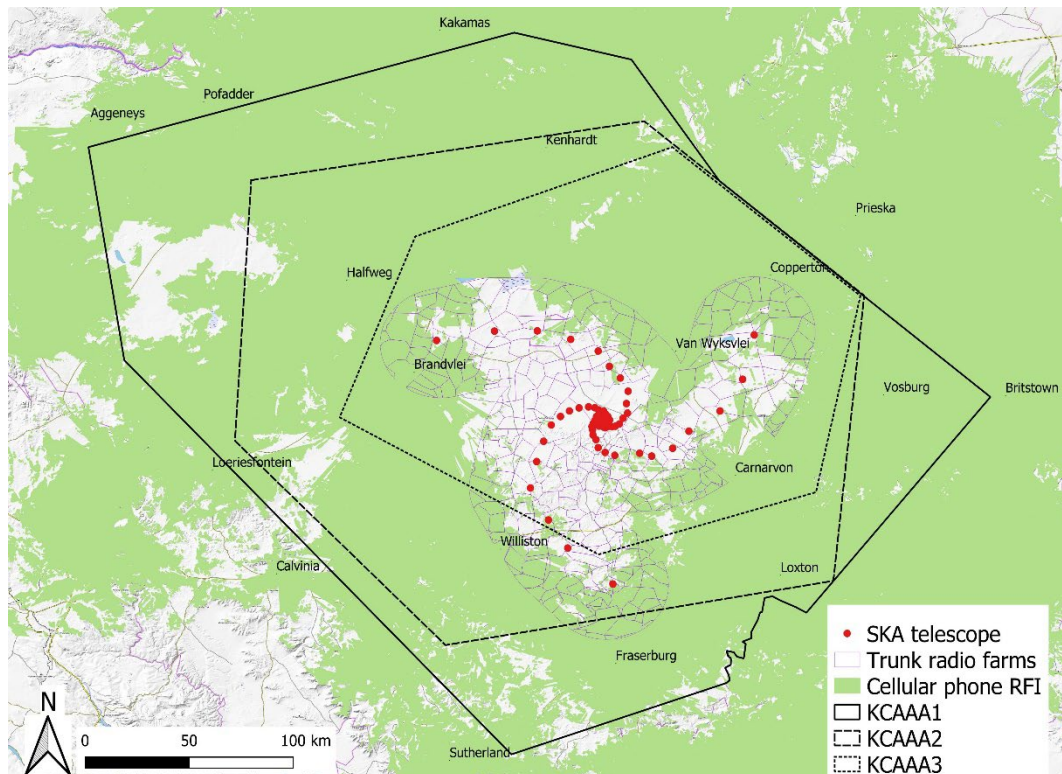 Kakamas
Pofadder
Aggeneys
Kenhardt
Prieska
Halfweg
Copperton
Van Wyksvlei
Brandvlei
Vosburg
Britstown
Loeriesfontein
Carnarvon
Williston
Calvinia
Loxton
Fraserburg
Sutherland
N
0 50 100 km
SKA telescope
Trunk radio farms
Cellular phone RFI
KCAAA1
KCAAA2
KCAAA3